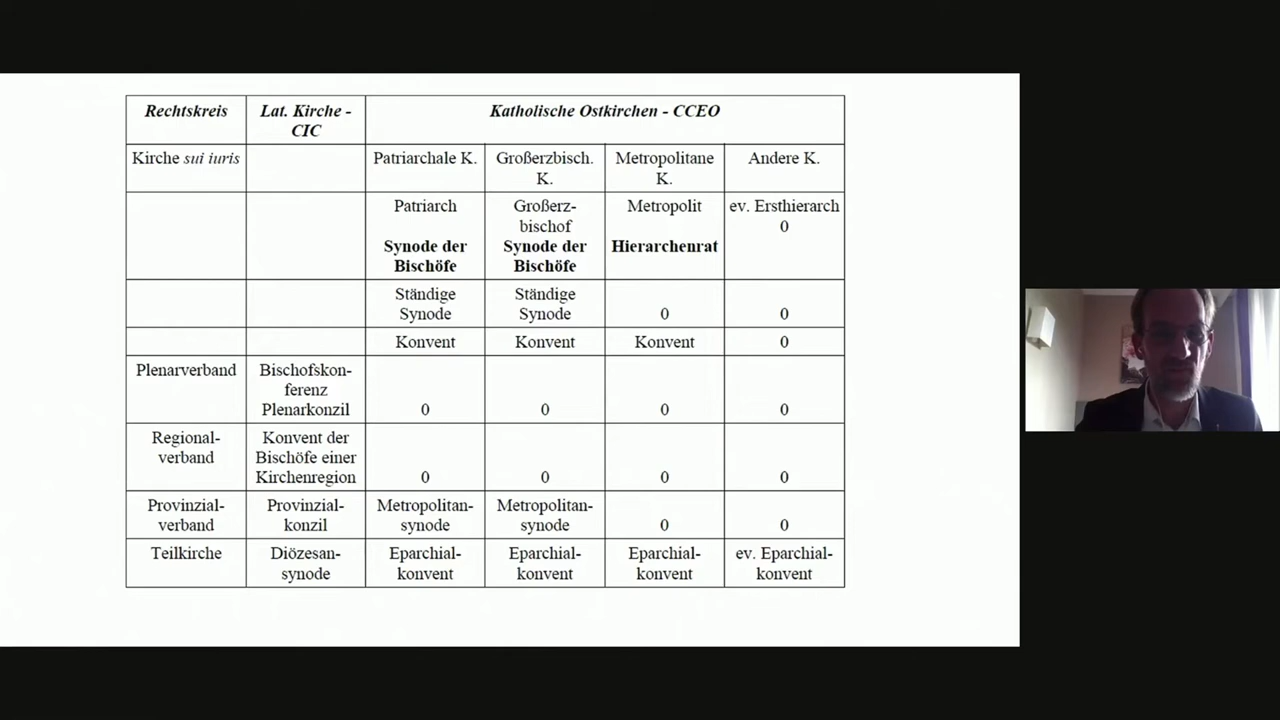 Rechtskreis
Lat. Kirche -
CIC
Katholische Ostkirchen - CCEO
Kirche sui iuris
Patriarchale K.
Großerzbisch.
K.
Metropolitane
K.
Andere K.
Patriarch
Synode der
Bischöfe
Großerz-
bischof
Synode der
Bischöfe
Metropolit
Hierarchenrat
ev. Ersthierarch
0
Ständige
Synode
Ständige
Synode
0
0
Konvent
Konvent
Konvent
0
Plenarverband
Bischofskon-
ferenz
Plenarkonzil
0
0
0
0
Regional-
verband
Konvent der
Bischöfe einer
Kirchenregion
0
0
0
0
Provinzial-
verband
Provinzial-
konzil
Metropolitan-
synode
Metropolitan-
synode
0
0
Teilkirche
Diözesan-
synode
Eparchial-
konvent
Eparchial-
konvent
Eparchial-
konvent
ev. Eparchial-
konvent